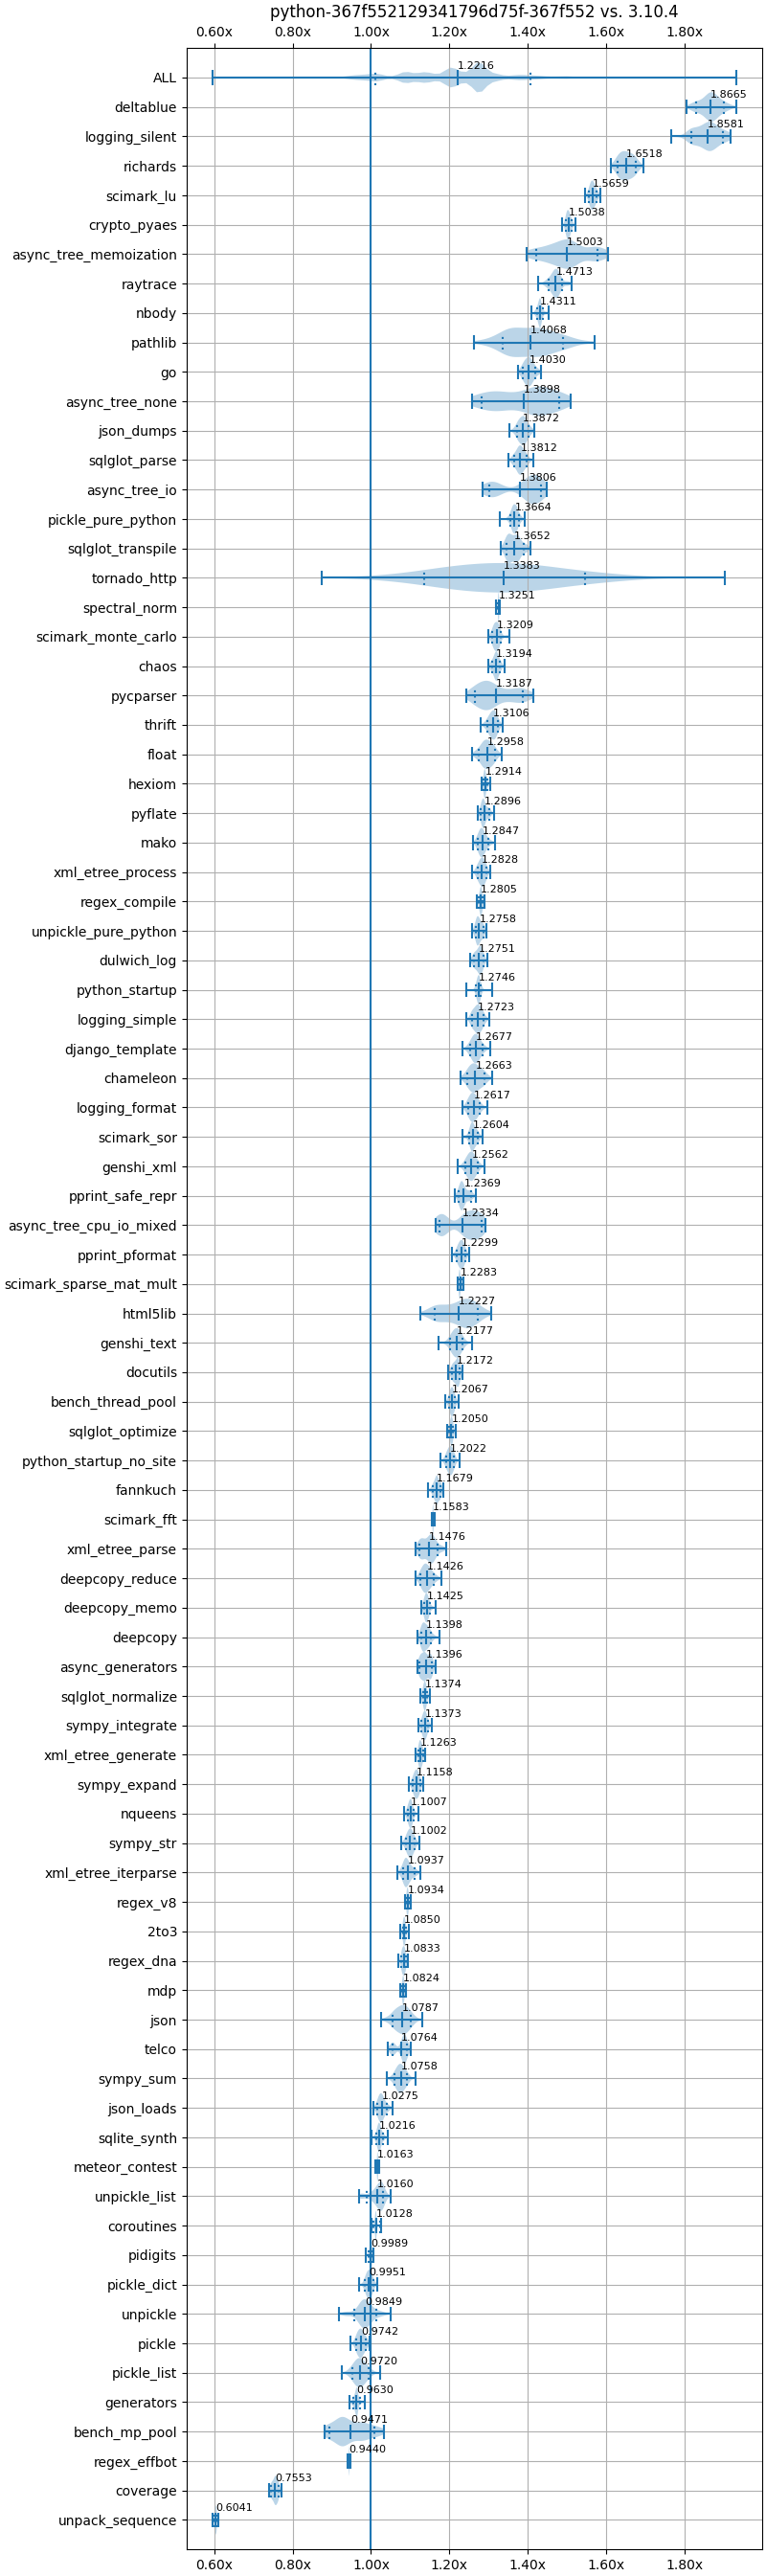 python-367f552129341796d75f-367f552 vs. 3.10.4
0.60x 0.80x 1.00x 1.20x 1.40x 1.60x 1.80x
ALL 1.2216
deltablue 1.8665
logging_silent 1.8581
richards 1.6518
scimark_lu 1.5659
crypto_pyaes 1.5038
async_tree_memoization 1.5003
raytrace 1.4713
nbody 1.4311
pathlib 1.4068
go 1.4030
async_tree_none 1.3898
json_dumps 1.3872
sqlglot_parse 1.3812
async_tree_io 1.3806
pickle_pure_python 1.3664
sqlglot_transpile 1.3652
tornado_http 1.3383
spectral_norm 1.3251
scimark_monte_carlo 1.3209
chaos 1.3194
pycparser 1.3187
thrift 1.3106
float 1.2958
hexiom 1.2914
pyflate 1.2896
mako 1.2847
xml_etree_process 1.2828
regex_compile 1.2805
unpickle_pure_python 1.2758
dulwich_log 1.2751
python_startup 1.2746
logging_simple 1.2723
django_template 1.2677
chameleon 1.2663
logging_format 1.2617
scimark_sor 1.2604
genshi_xml 1.2562
pprint_safe_repr 1.2369
async_tree_cpu_io_mixed 1.2334
pprint_pformat 1.2299
scimark_sparse_mat_mult 1.2283
html5lib 1.2227
genshi_text 1.2177
docutils 1.2172
bench_thread_pool 1.2067
sqlglot_optimize 1.2050
python_startup_no_site 1.2022
fannkuch 1.1679
scimark_fft 1.1583
xml_etree_parse 1.1476
deepcopy_reduce 1.1426
deepcopy_memo 1.1425
deepcopy 1.1398
async_generators 1.1396
sqlglot_normalize 1.1374
sympy_integrate 1.1373
xml_etree_generate 1.1263
sympy_expand 1.1158
nqueens 1.1007
sympy_str 1.1002
xml_etree_iterparse 1.0937
regex_v8 1.0934
2to3 1.0850
regex_dna 1.0833
mdp 1.0824
json 1.0787
telco 1.0764
sympy_sum 1.0758
json_loads 1.0275
sqlite_synth 1.0216
meteor_contest 1.0163
unpickle_list 1.0160
coroutines 1.0128
pidigits 0.9989
pickle_dict 0.9951
unpickle 0.9849
pickle 0.9742
pickle_list 0.9720
generators 0.9630
bench_mp_pool 0.9471
regex_effbot 0.9440
coverage 0.7553
unpack_sequence 0.6041
0.60x 0.80x 1.00x 1.20x 1.40x 1.60x 1.80x